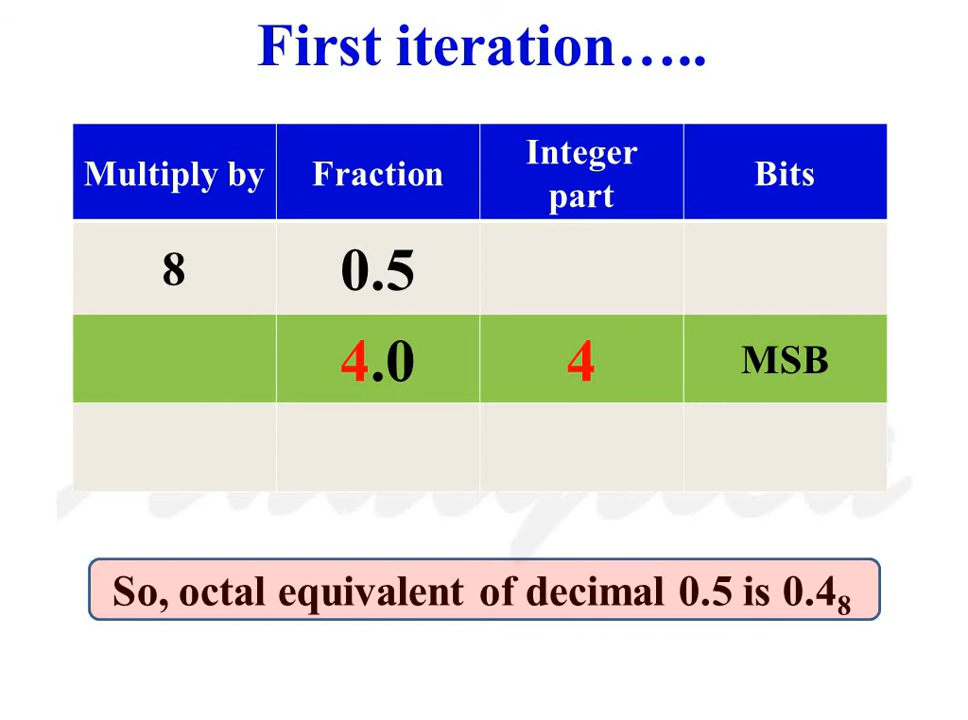 First iteration.....
Multiply by Fraction Integer part Bits
8 0.5
4.0 4 MSB
So, octal equivalent of decimal 0.5 is 0.4₈